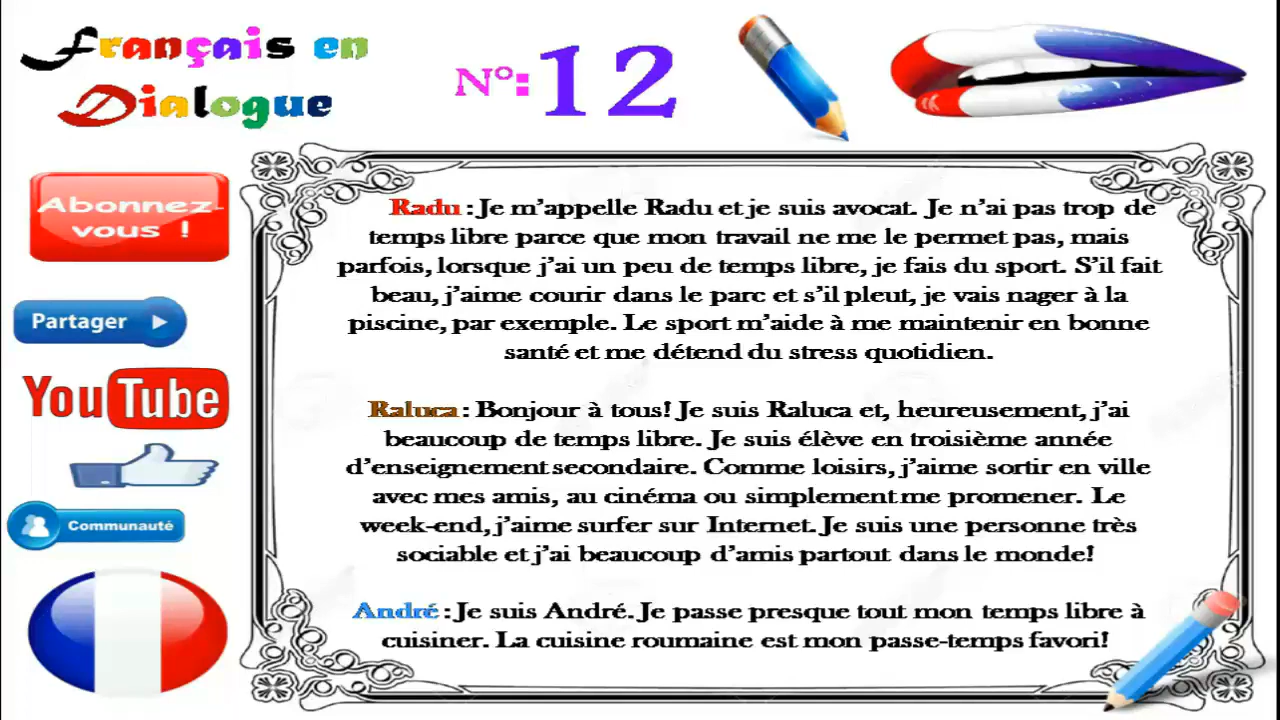 Français en
Dialogue
N°:12
Abonnez-
vous !
Partager
YouTube
Communauté
Radu : Je m'appelle Radu et je suis avocat. Je n'ai pas trop de
temps libre parce que mon travail ne me le permet pas, mais
parfois, lorsque j'ai un peu de temps libre, je fais du sport. S'il fait
beau, j'aime courir dans le parc et s'il pleut, je vais nager à la
piscine, par exemple. Le sport m'aide à me maintenir en bonne
santé et me détend du stress quotidien.
Raluca : Bonjour à tous! Je suis Raluca et, heureusement, j'ai
beaucoup de temps libre. Je suis élève en troisième année
d'enseignement secondaire. Comme loisirs, j'aime sortir en ville
avec mes amis, au cinéma ou simplement me promener. Le
week-end, j'aime surfer sur Internet. Je suis une personne très
sociable et j'ai beaucoup d'amis partout dans le monde!
André : Je suis André. Je passe presque tout mon temps libre à
cuisiner. La cuisine roumaine est mon passe-temps favori!